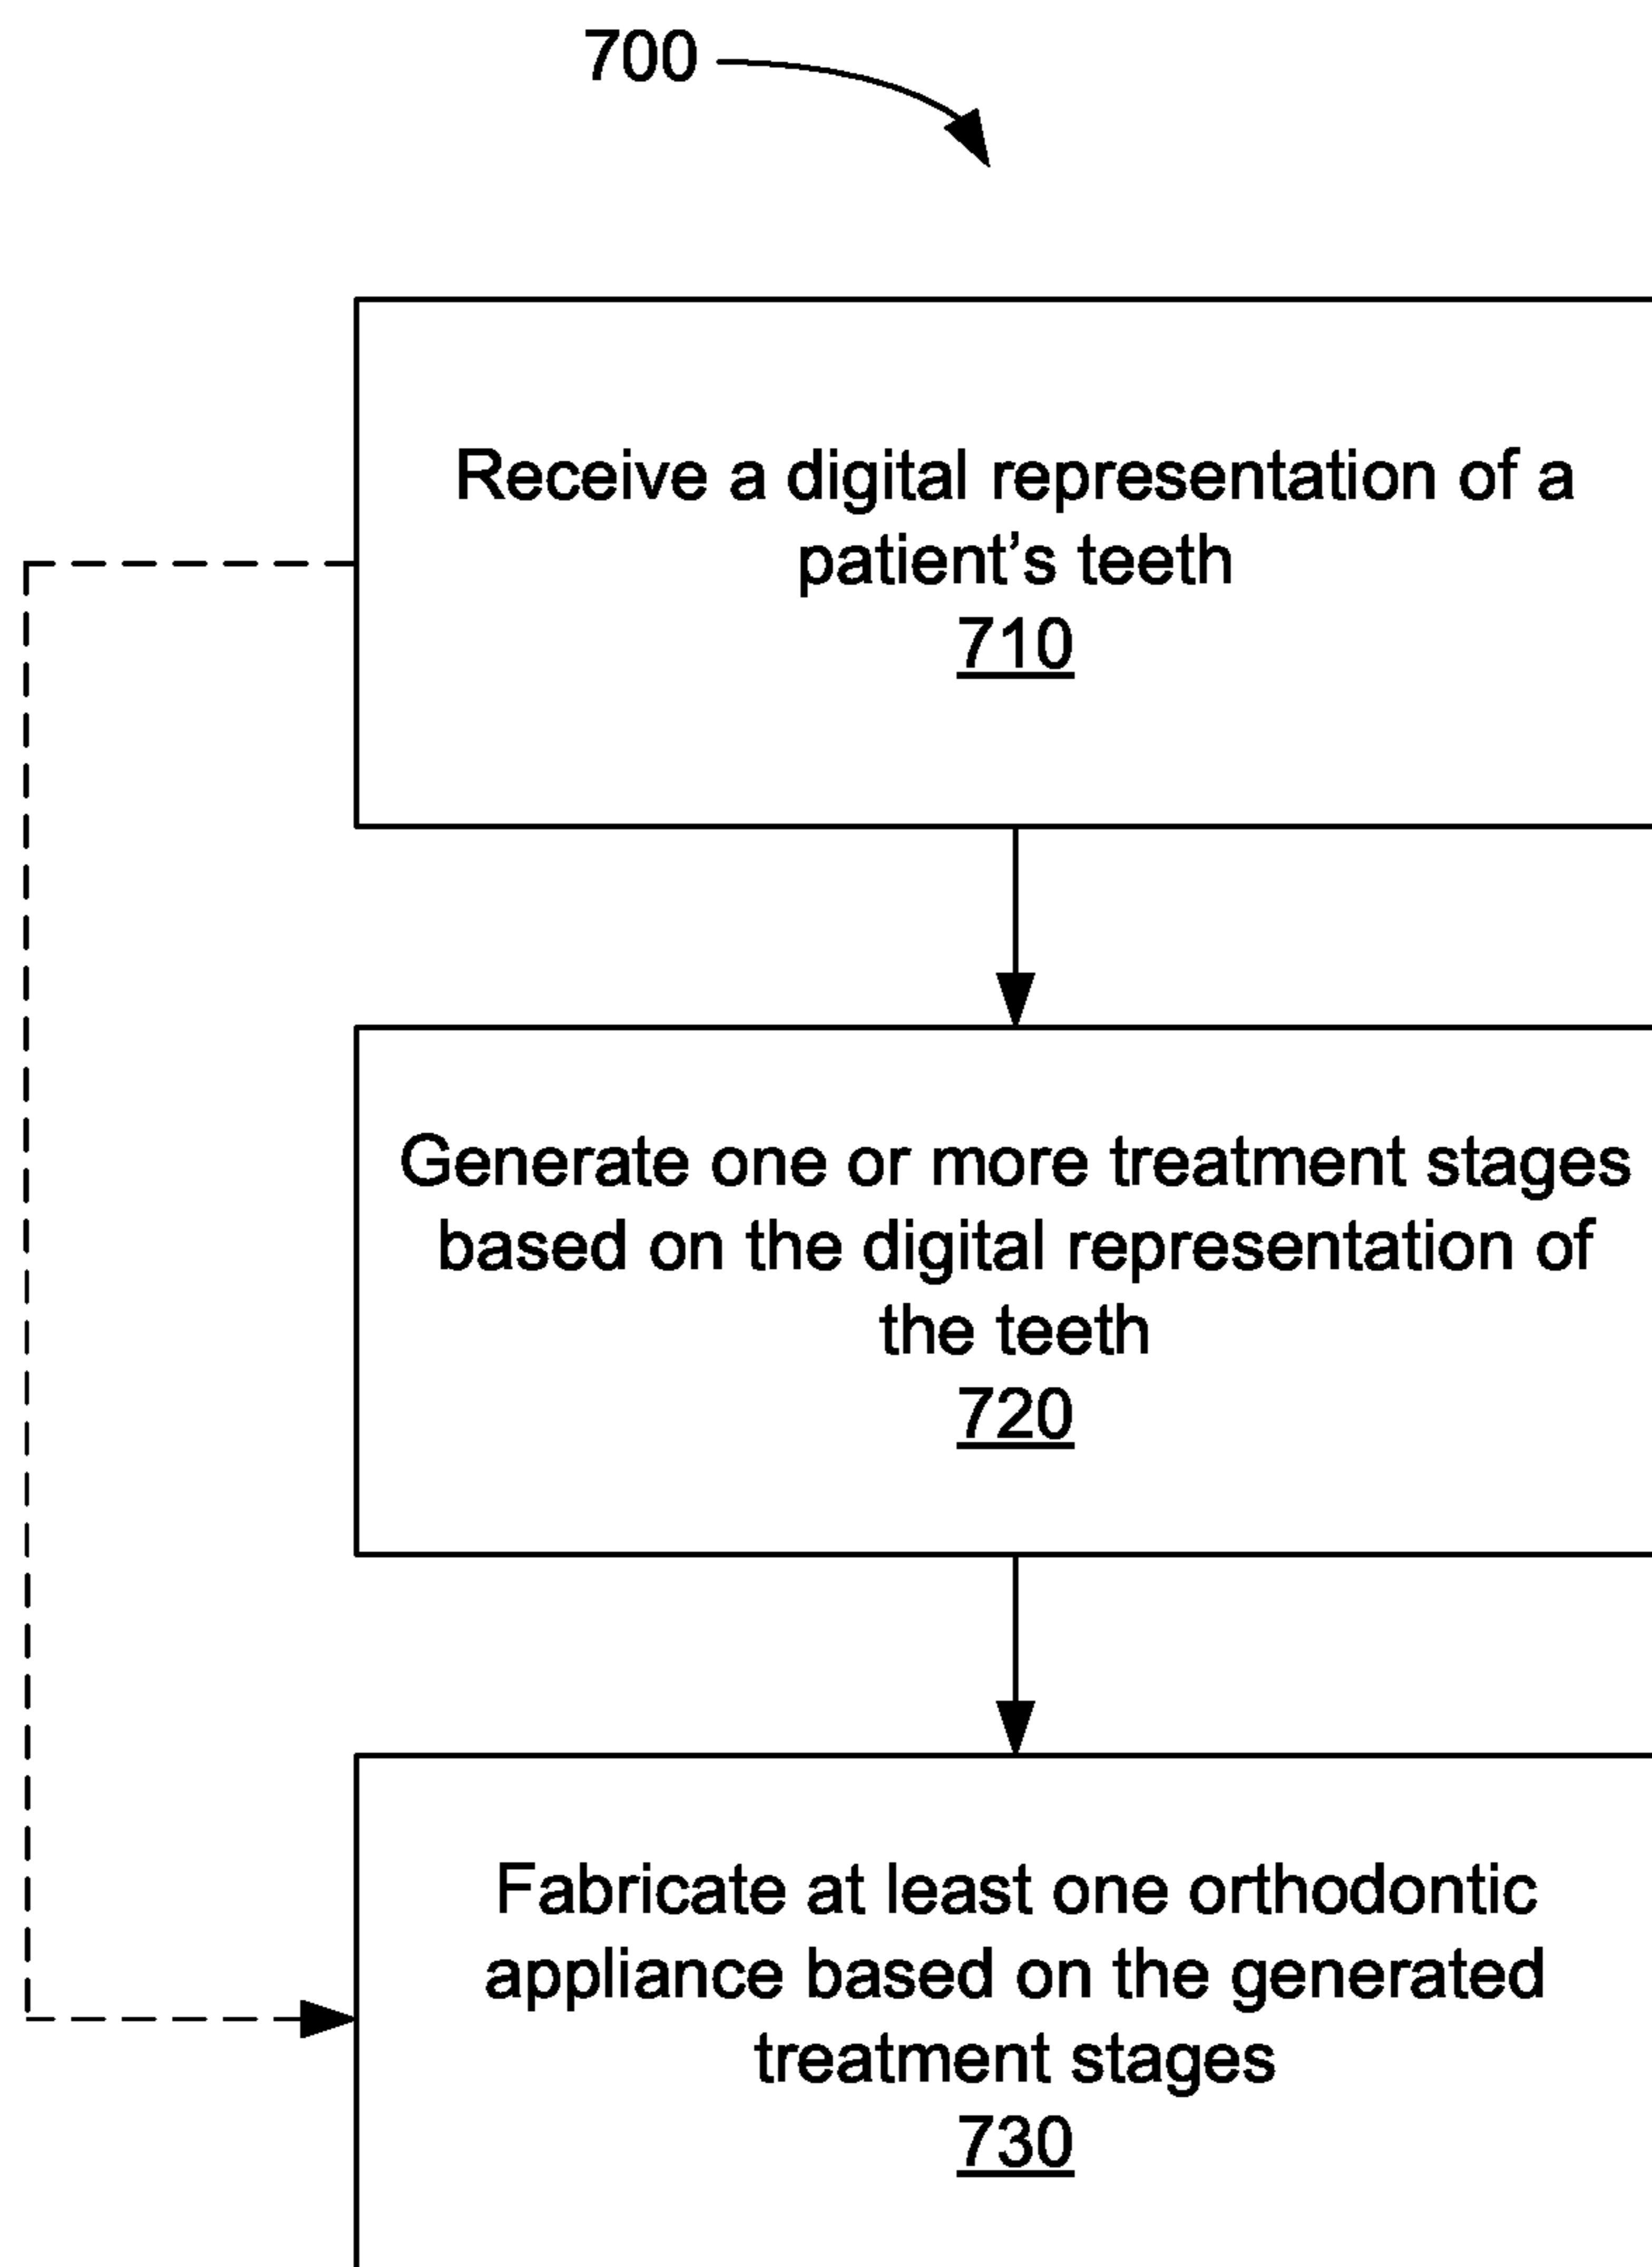 700
Receive a digital representation of a
patient’s teeth
710
Generate one or more treatment stages
based on the digital representation of
the teeth
720
Fabricate at least one orthodontic
appliance based on the generated
treatment stages
730